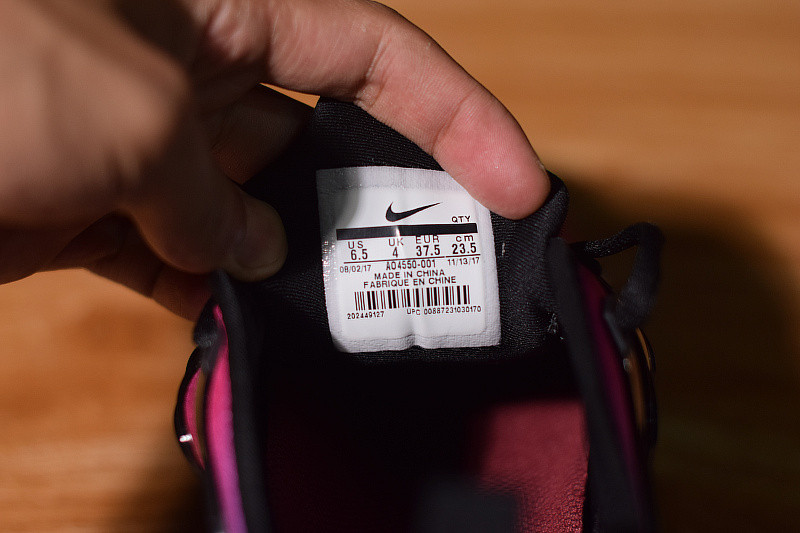 QTY
US UK EUR cm
6.5 4 37.5 23.5
08/02/17 AO4550-001 11/13/17
MADE IN CHINA
FABRIQUE EN CHINE
202449127 UPC 00887231030170